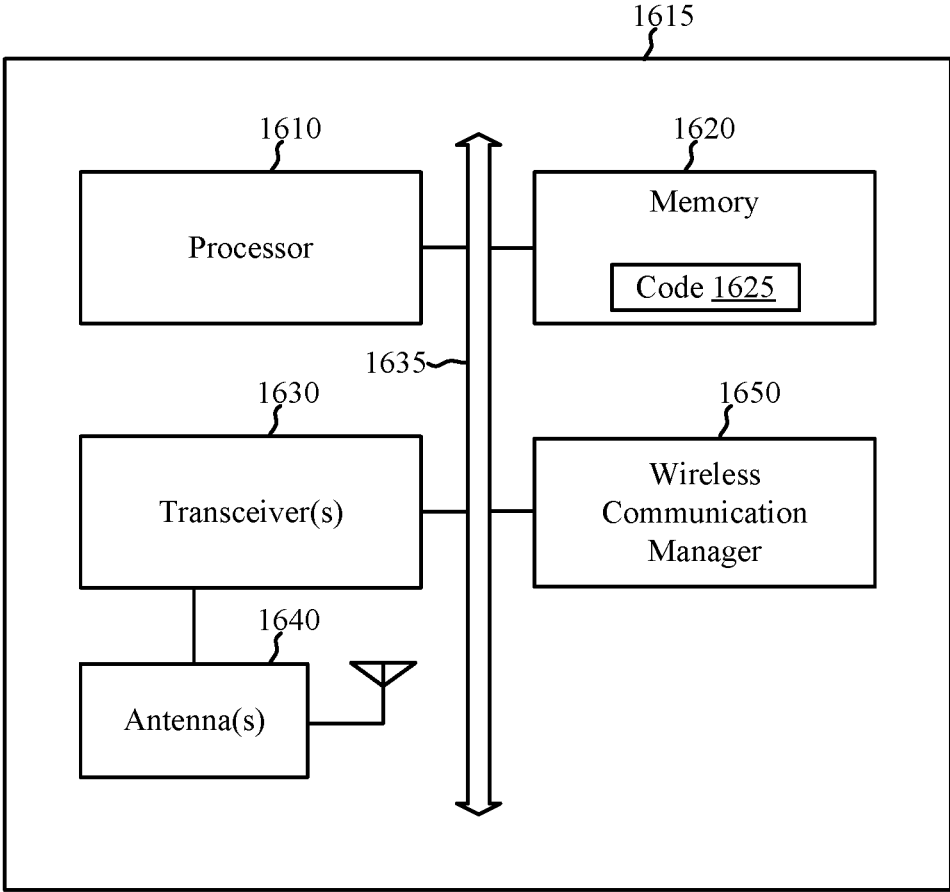 1615
1610
1620
Processor
Memory
Code 1625
1635
1630
1650
Transceiver(s)
Wireless
Communication
Manager
1640
Antenna(s)